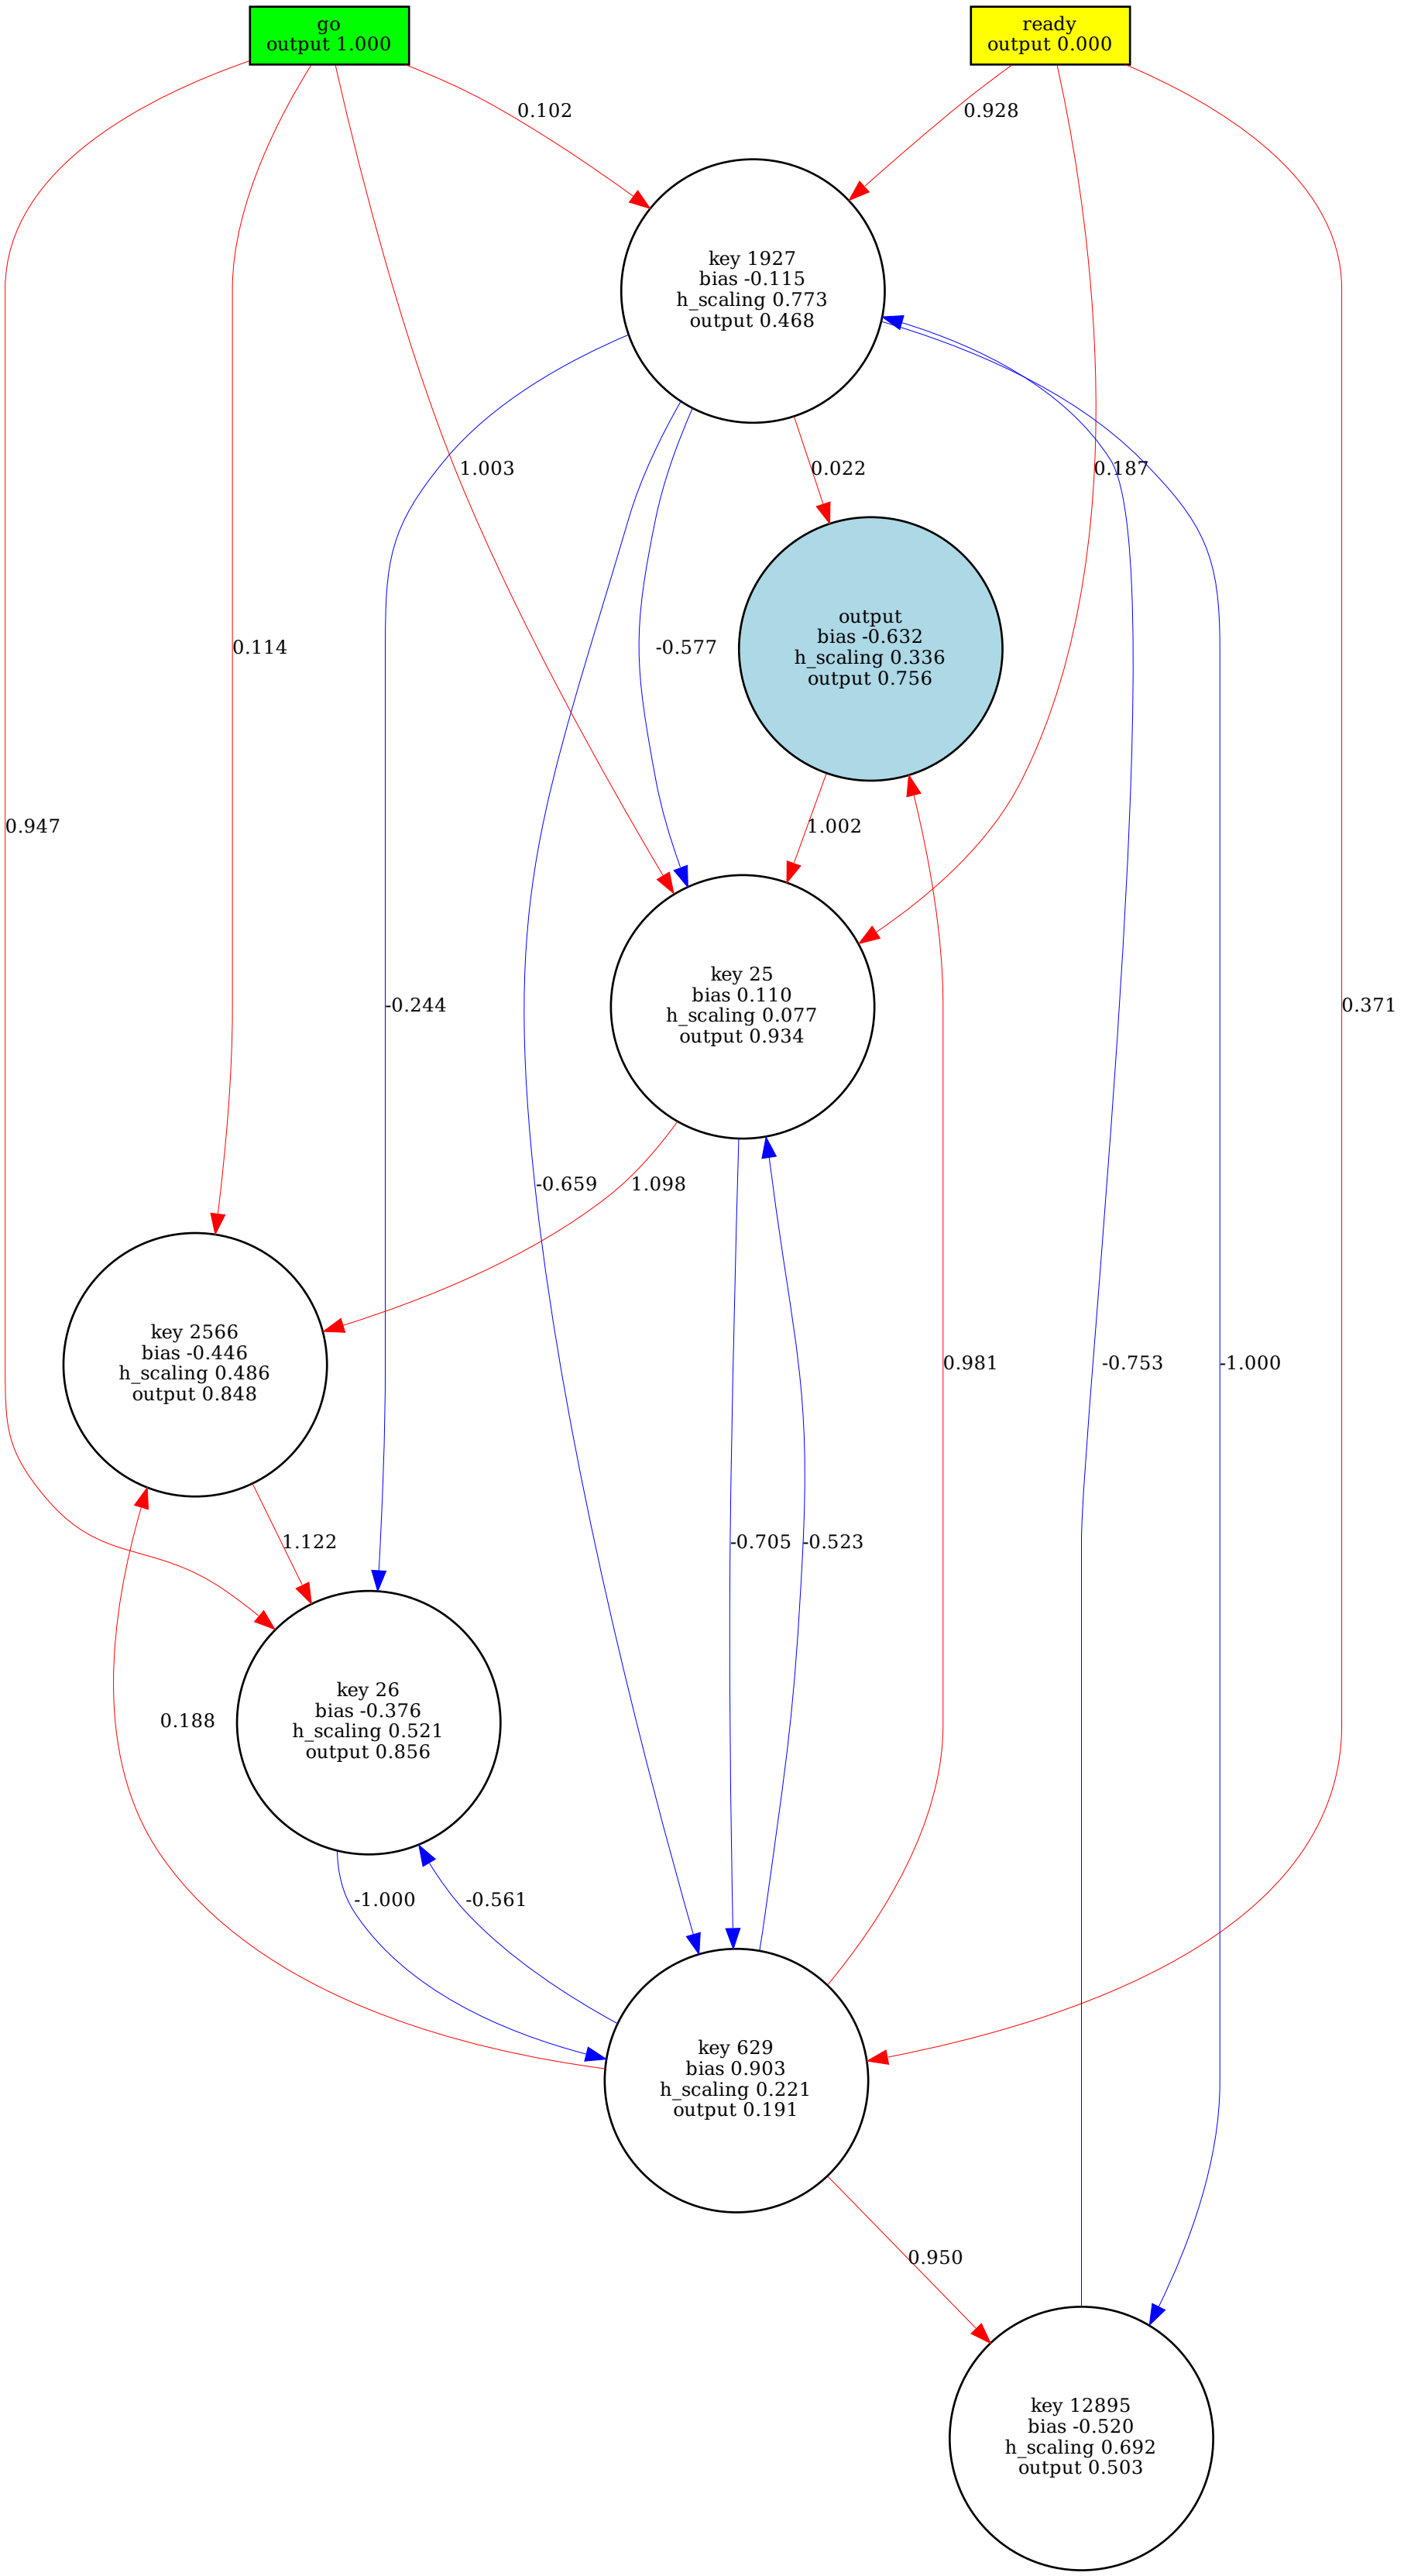 go
output 1.000
ready
output 0.000
0.102
0.928
key 1927
bias -0.115
h_scaling 0.773
output 0.468
1.003
0.022
0.187
0.114
-0.577
output
bias -0.632
h_scaling 0.336
output 0.756
0.947
1.002
-0.244
key 25
bias 0.110
h_scaling 0.077
output 0.934
0.371
-0.659
1.098
key 2566
bias -0.446
h_scaling 0.486
output 0.848
0.981
-0.753
-1.000
1.122
-0.705
-0.523
0.188
key 26
bias -0.376
h_scaling 0.521
output 0.856
-1.000
-0.561
key 629
bias 0.903
h_scaling 0.221
output 0.191
0.950
key 12895
bias -0.520
h_scaling 0.692
output 0.503